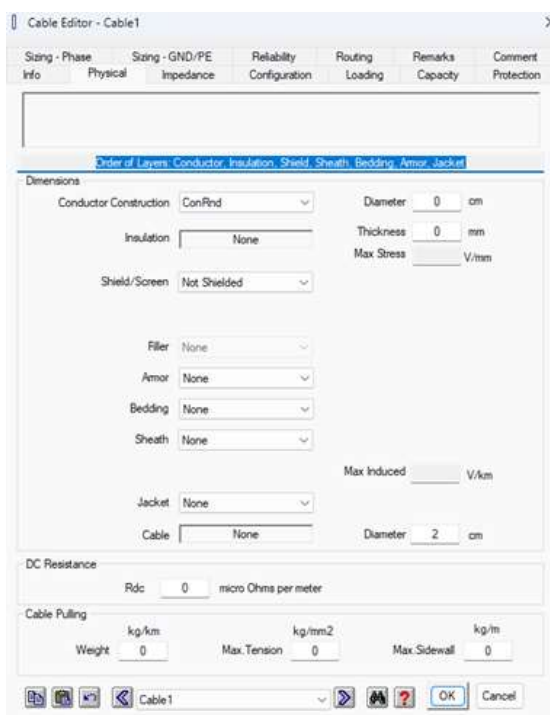 Cable Editor - Cable1
Sizing - Phase Sizing - GND/PE Reliability Routing Remarks Comment
Info Physical Impedance Configuration Loading Capacity Protection
Order of Layers: Conductor, Insulation, Shield, Sheath, Bedding, Armor, Jacket
Dimensions
Conductor Construction ConRnd Diameter 0 cm
Insulation None Thickness 0 mm
Max Stress V/mm
Shield/Screen Not Shielded
Filler None
Armor None
Bedding None
Sheath None
Max Induced V/km
Jacket None
Cable None Diameter 2 cm
DC Resistance
Rdc 0 micro Ohms per meter
Cable Pulling
kg/km kg/mm2 kg/m
Weight 0 Max.Tension 0 Max.Sidewall 0
Cable1 ? OK Cancel